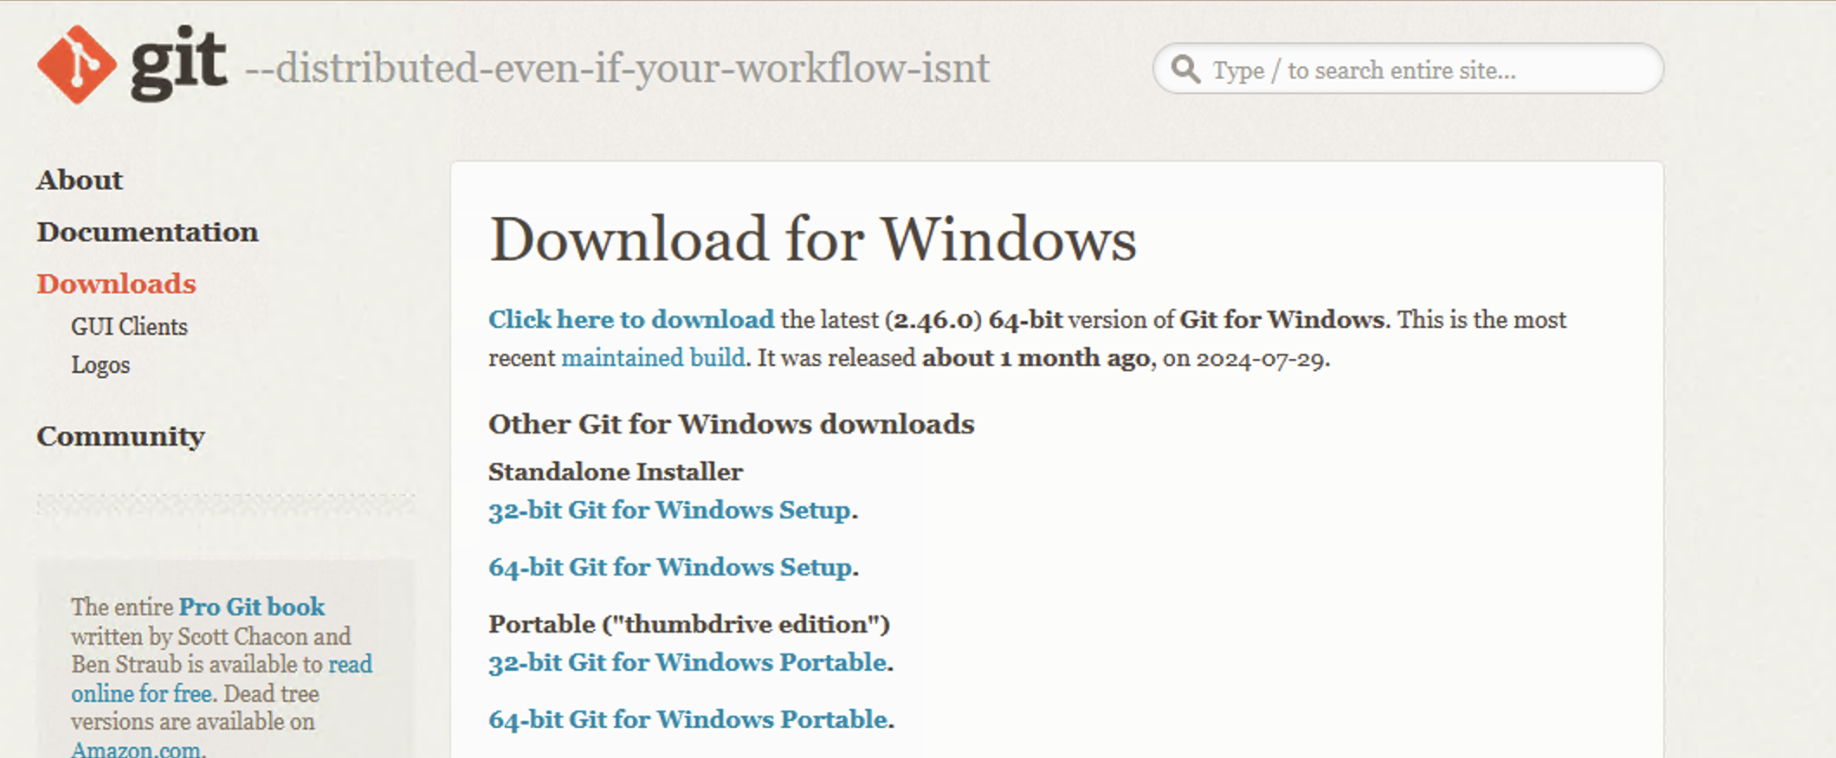 git --distributed-even-if-your-workflow-isnt
Type / to search entire site...
About
Documentation
Downloads
GUI Clients
Logos
Community
The entire Pro Git book
written by Scott Chacon and
Ben Straub is available to read
online for free. Dead tree
versions are available on
Amazon.com.
Download for Windows
Click here to download the latest (2.46.0) 64-bit version of Git for Windows. This is the most
recent maintained build. It was released about 1 month ago, on 2024-07-29.
Other Git for Windows downloads
Standalone Installer
32-bit Git for Windows Setup.
64-bit Git for Windows Setup.
Portable ("thumbdrive edition")
32-bit Git for Windows Portable.
64-bit Git for Windows Portable.